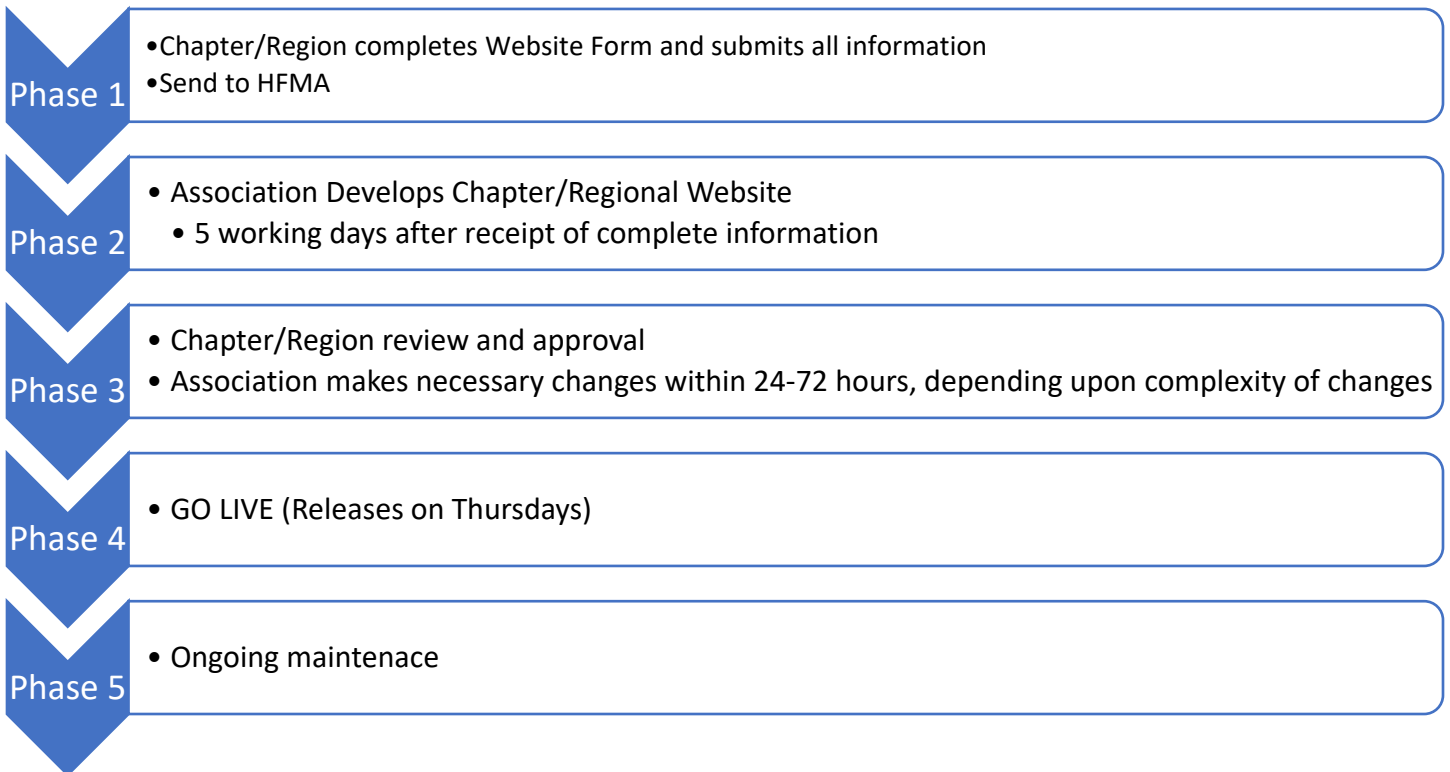 Phase 1
•Chapter/Region completes Website Form and submits all information
•Send to HFMA
Phase 2
• Association Develops Chapter/Regional Website
• 5 working days after receipt of complete information
Phase 3
• Chapter/Region review and approval
• Association makes necessary changes within 24-72 hours, depending upon complexity of changes
Phase 4
• GO LIVE (Releases on Thursdays)
Phase 5
• Ongoing maintenace